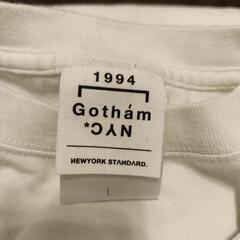 1994
Gothám
NYC*
NEWYORK STANDARD.
L